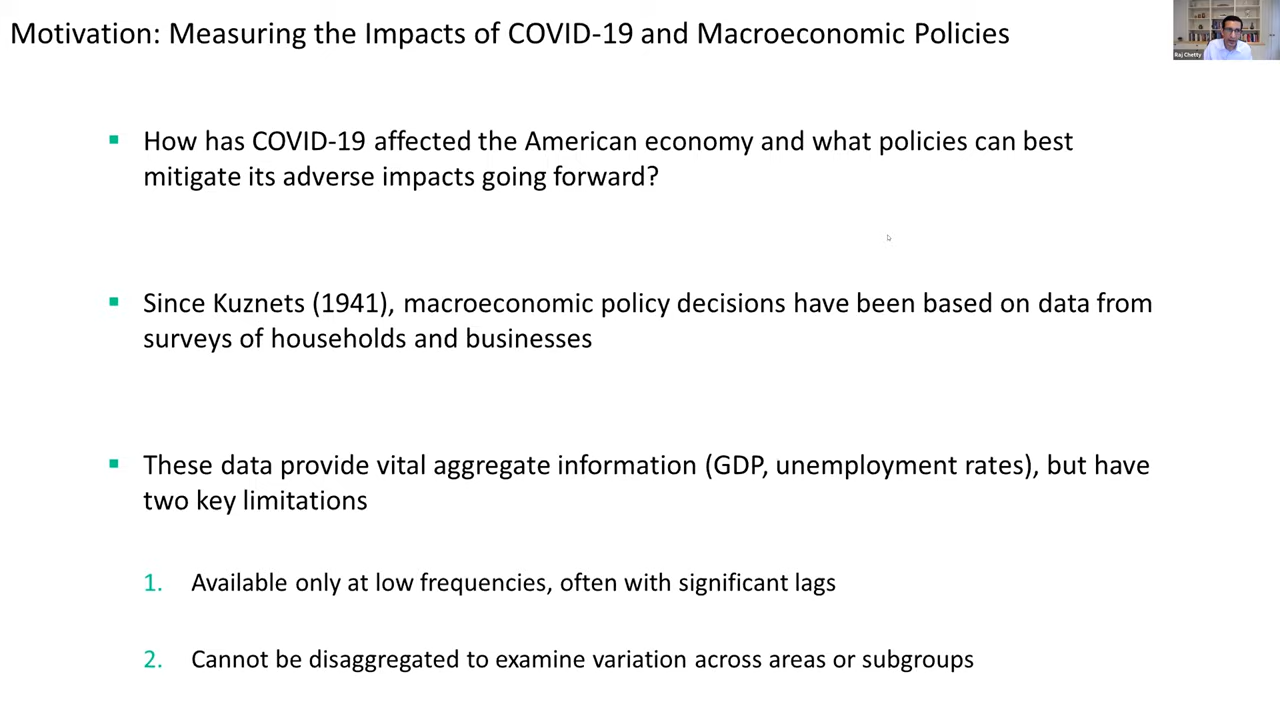 Motivation: Measuring the Impacts of COVID-19 and Macroeconomic Policies
Raj Chetty
▪ How has COVID-19 affected the American economy and what policies can best
mitigate its adverse impacts going forward?
▪ Since Kuznets (1941), macroeconomic policy decisions have been based on data from
surveys of households and businesses
▪ These data provide vital aggregate information (GDP, unemployment rates), but have
two key limitations
1. Available only at low frequencies, often with significant lags
2. Cannot be disaggregated to examine variation across areas or subgroups